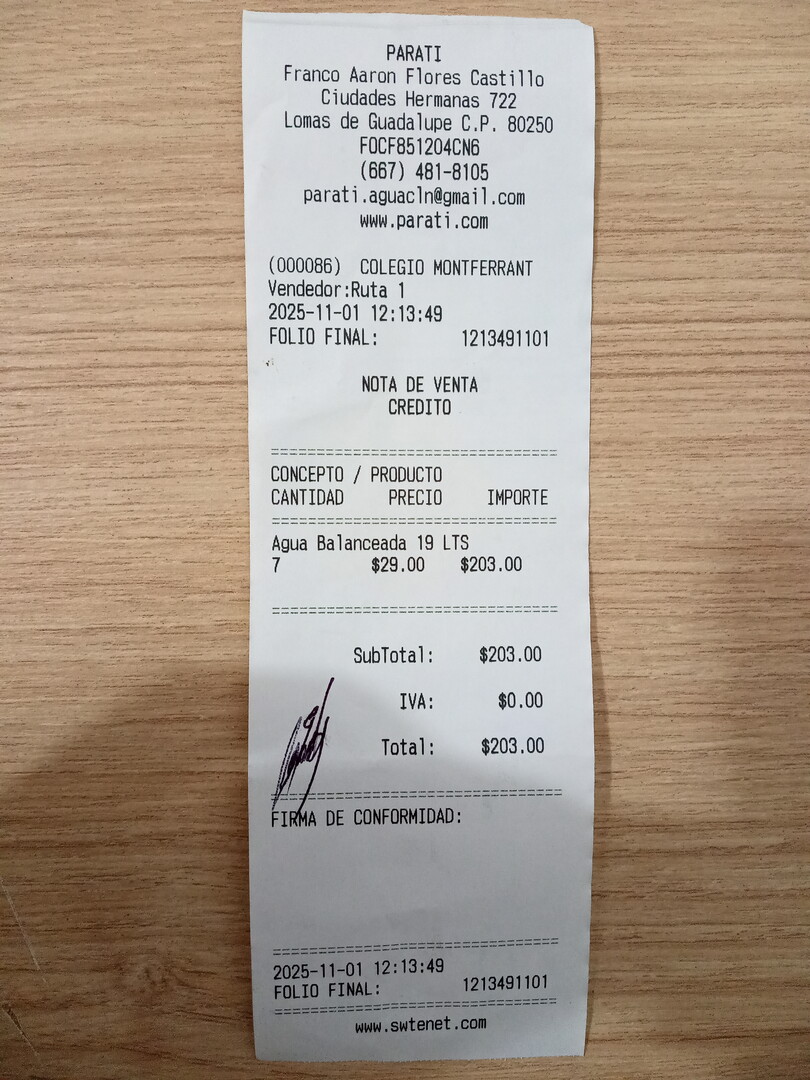 PARATI
Franco Aaron Flores Castillo
Ciudades Hermanas 722
Lomas de Guadalupe C.P. 80250
FOCF851204CN6
(667) 481-8105
parati.aguacln@gmail.com
www.parati.com
(000086) COLEGIO MONTFERRANT
Vendedor:Ruta 1
2025-11-01 12:13:49
FOLIO FINAL: 1213491101
NOTA DE VENTA
CREDITO
===============================
CONCEPTO / PRODUCTO
CANTIDAD PRECIO IMPORTE
===============================
Agua Balanceada 19 LTS
7 $29.00 $203.00
===============================
SubTotal: $203.00
IVA: $0.00
Total: $203.00
===============================
FIRMA DE CONFORMIDAD:
===============================
2025-11-01 12:13:49
FOLIO FINAL: 1213491101
===============================
www.swtenet.com